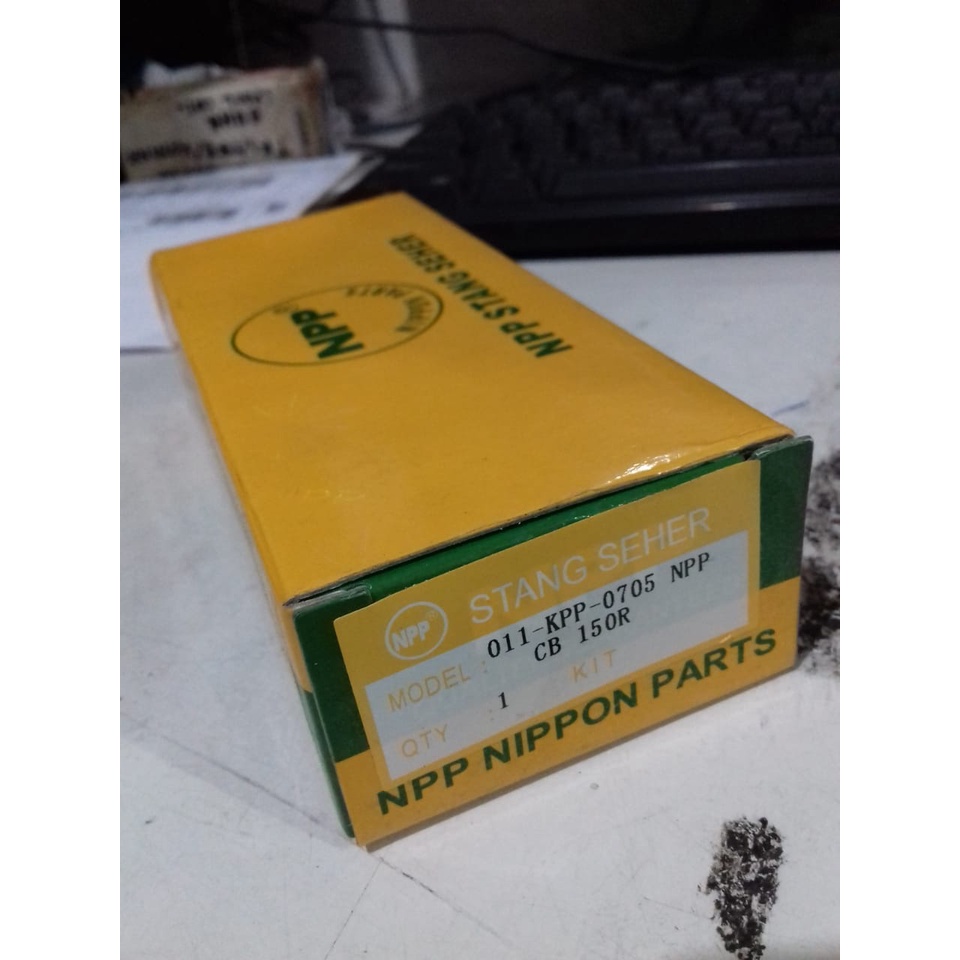 NPP STANG SEHER
NPP®
NIPPON PARTS
NPP
STANG SEHER
MODEL : 011-KPP-0705 NPP
CB 150R
QTY : 1 KIT
NPP NIPPON PARTS